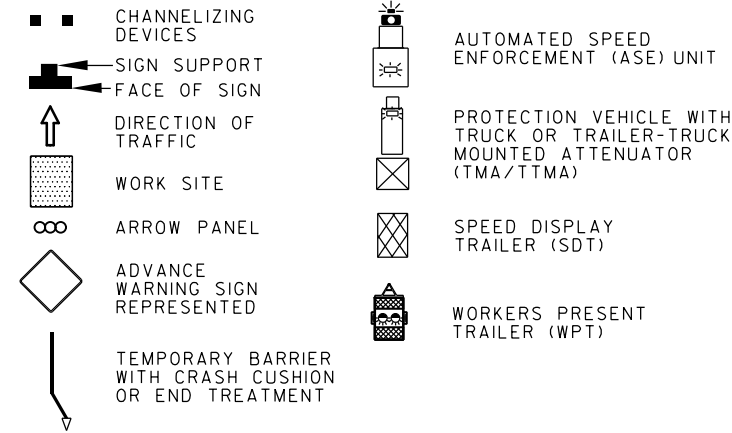 CHANNELIZING
DEVICES
SIGN SUPPORT
FACE OF SIGN
DIRECTION OF
TRAFFIC
WORK SITE
ARROW PANEL
ADVANCE
WARNING SIGN
REPRESENTED
TEMPORARY BARRIER
WITH CRASH CUSHION
OR END TREATMENT
AUTOMATED SPEED
ENFORCEMENT (ASE) UNIT
PROTECTION VEHICLE WITH
TRUCK OR TRAILER-TRUCK
MOUNTED ATTENUATOR
(TMA/TTMA)
SPEED DISPLAY
TRAILER (SDT)
WORKERS PRESENT
TRAILER (WPT)